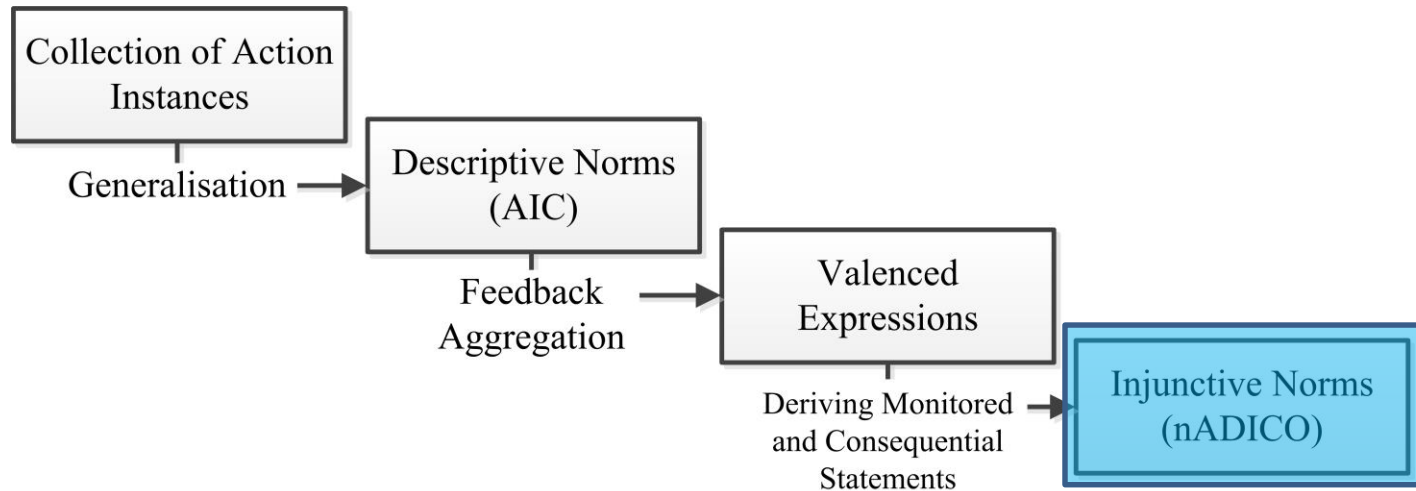 Collection of Action
Instances
Generalisation
Descriptive Norms
(AIC)
Feedback
Aggregation
Valenced
Expressions
Deriving Monitored
and Consequential
Statements
Injunctive Norms
(nADICO)